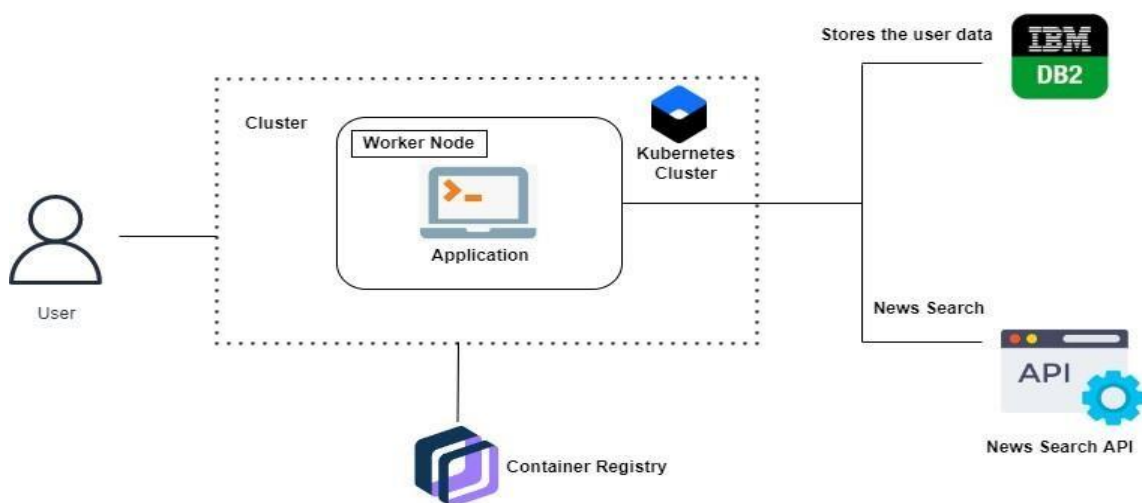 Stores the user data
IBM
DB2
Cluster
Worker Node
Kubernetes
Cluster
Application
User
News Search
API
Container Registry
News Search API